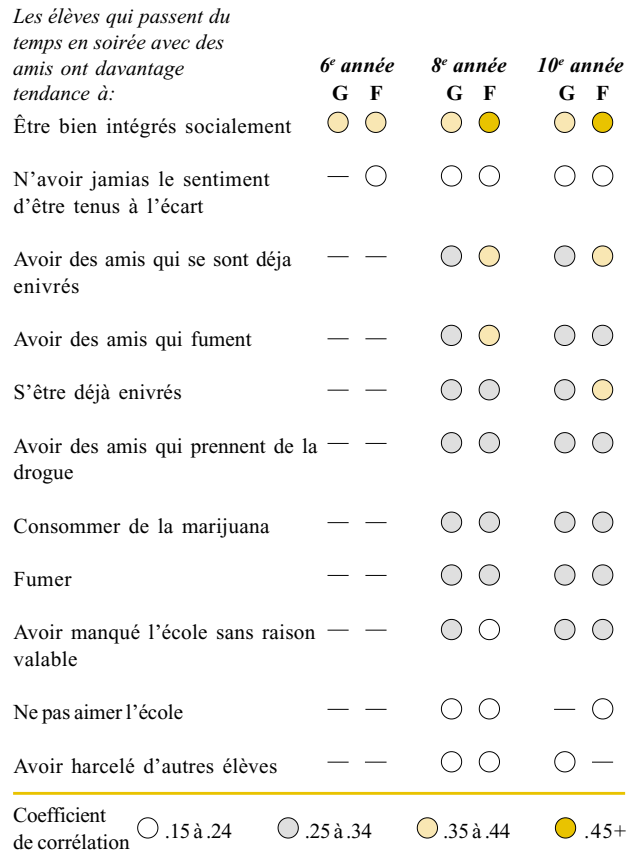 Les élèves qui passent du
temps en soirée avec des
amis ont davantage
tendance à:
6e année 8e année 10e année
G F G F G F
Être bien intégrés socialement
N'avoir jamias le sentiment
d'être tenus à l'écart
—
Avoir des amis qui se sont déja
enivrés
— —
Avoir des amis qui fument — —
S'être déjà enivrés — —
Avoir des amis qui prennent de la — —
drogue
Consommer de la marijuana — —
Fumer — —
Avoir manqué l'école sans raison — —
valable
Ne pas aimer l'école — — —
Avoir harcelé d'autres élèves — — —
Coefficient
de corrélation .15 à .24 .25 à .34 .35 à .44 .45+